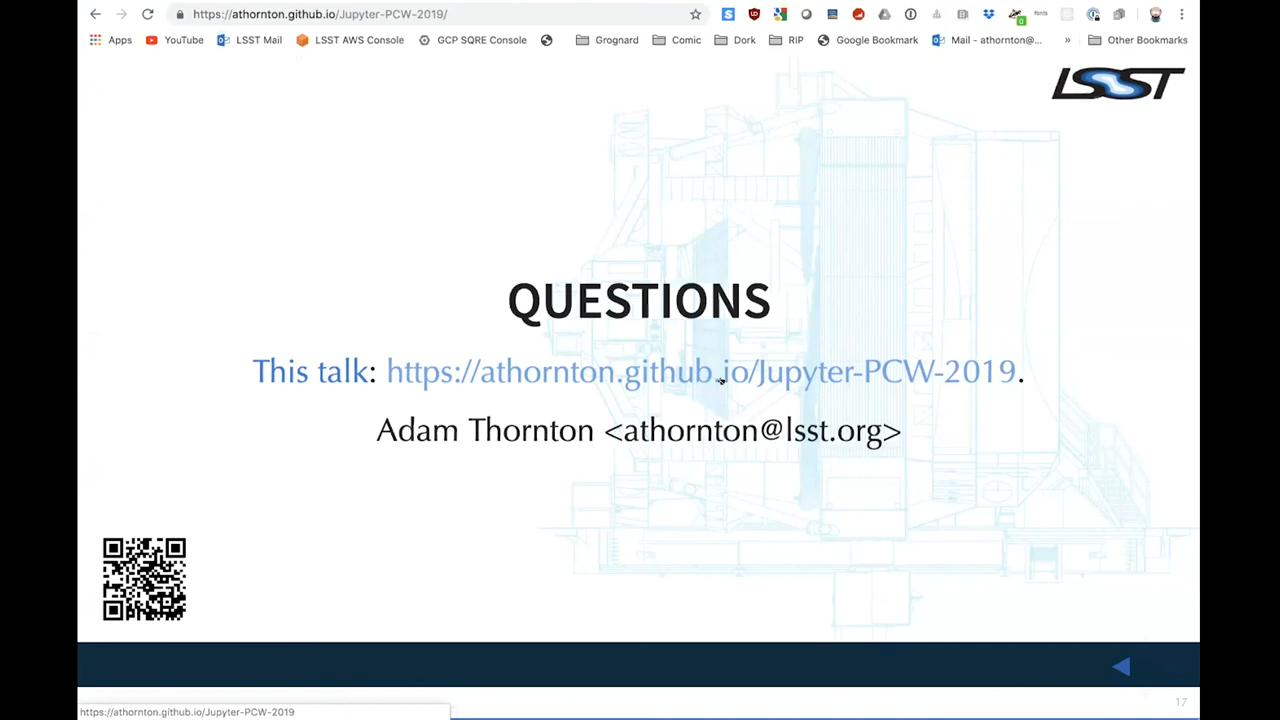 https://athornton.github.io/Jupyter-PCW-2019/
Apps YouTube LSST Mail LSST AWS Console GCP SQRE Console Grognard Comic Dork RIP Google Bookmark Mail - athornton@... » Other Bookmarks
LSST
QUESTIONS
This talk: https://athornton.github.io/Jupyter-PCW-2019.
Adam Thornton <athornton@lsst.org>
17
https://athornton.github.io/Jupyter-PCW-2019